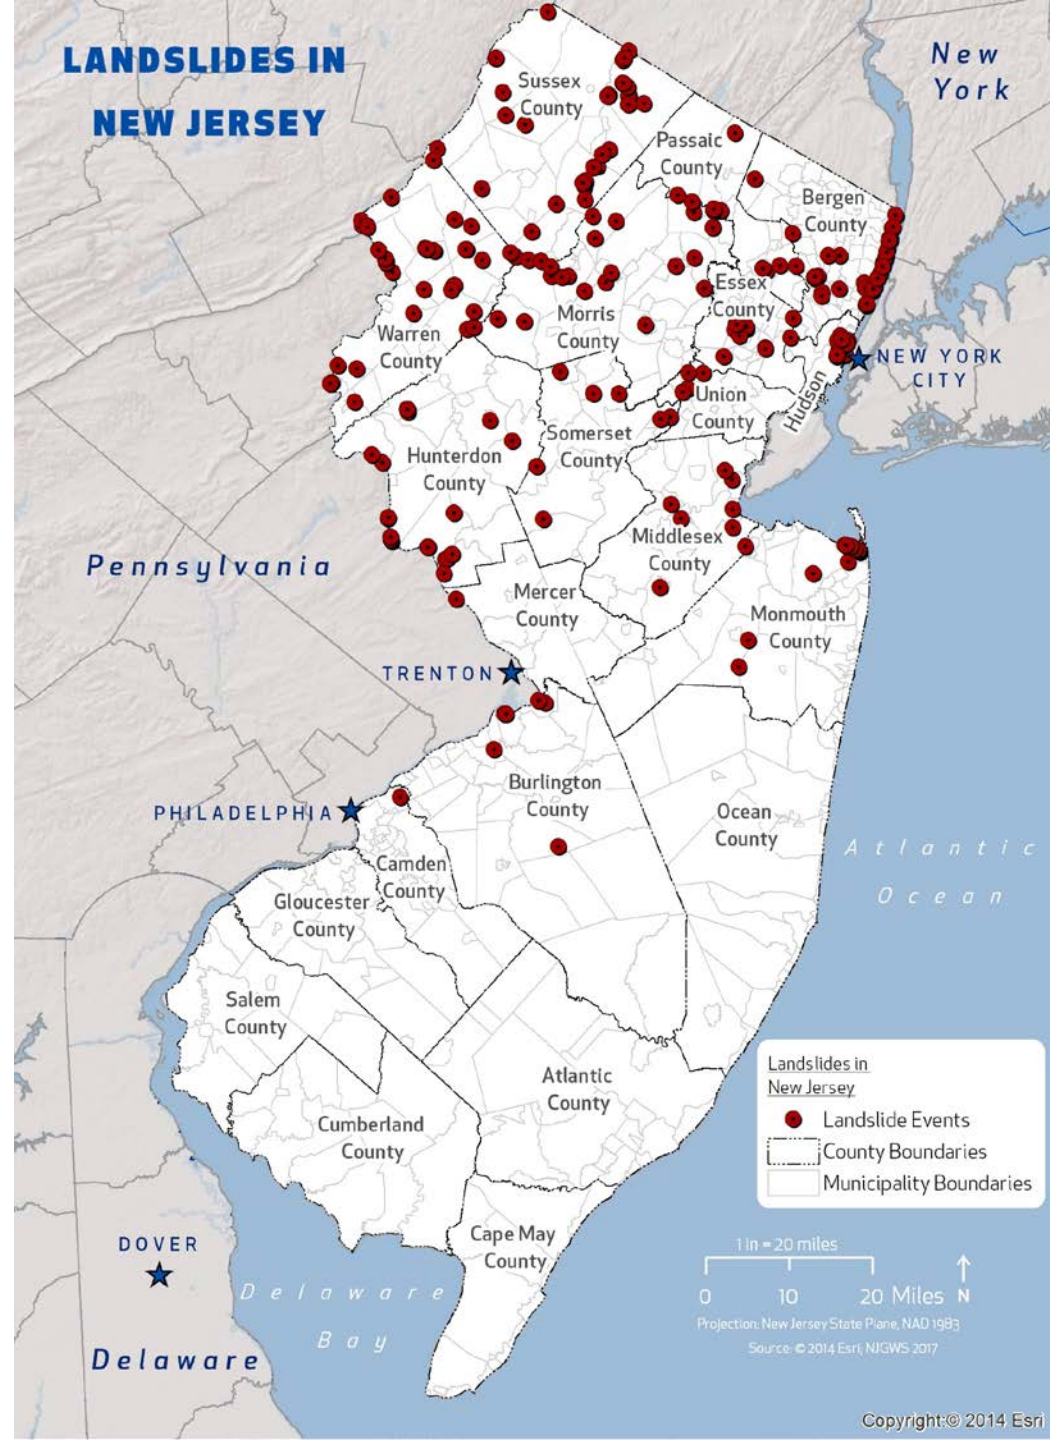 LANDSLIDES IN
NEW JERSEY
New
York
Sussex
County
Passaic
County
Bergen
County
Essex
County
Morris
County
Warren
County
NEW YORK
CITY
Hudson
Union
County
Somerset
County
Hunterdon
County
Middlesex
County
Pennsylvania
Mercer
County
Monmouth
County
TRENTON
Burlington
County
Ocean
County
PHILADELPHIA
Camden
County
Gloucester
County
Atlantic
Ocean
Salem
County
Atlantic
County
Cumberland
County
Cape May
County
DOVER
Delaware
Bay
Delaware
Landslides in
New Jersey
Landslide Events
County Boundaries
Municipality Boundaries
1 in = 20 miles
0 10 20 Miles N
Projection: New Jersey State Plane, NAD 1983
Source: © 2014 Esri, NJGWS 2017
Copyright:© 2014 Esri